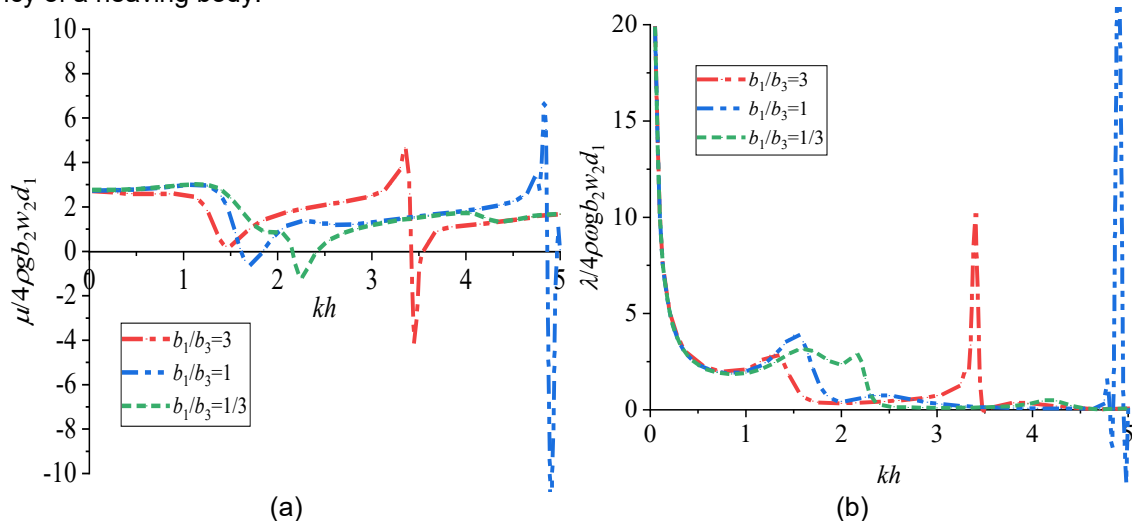 ncy of a heaving body.
10
8
6
4
2
0
-2
-4
-6
-8
-10
0 1 2 3 4 5
kh
μ/4ρgb₂w₂d₁
b₁/b₃=3
b₁/b₃=1
b₁/b₃=1/3
(a)
20
15
10
5
0
0 1 2 3 4 5
kh
λ/4ρωgb₂w₂d₁
b₁/b₃=3
b₁/b₃=1
b₁/b₃=1/3
(b)